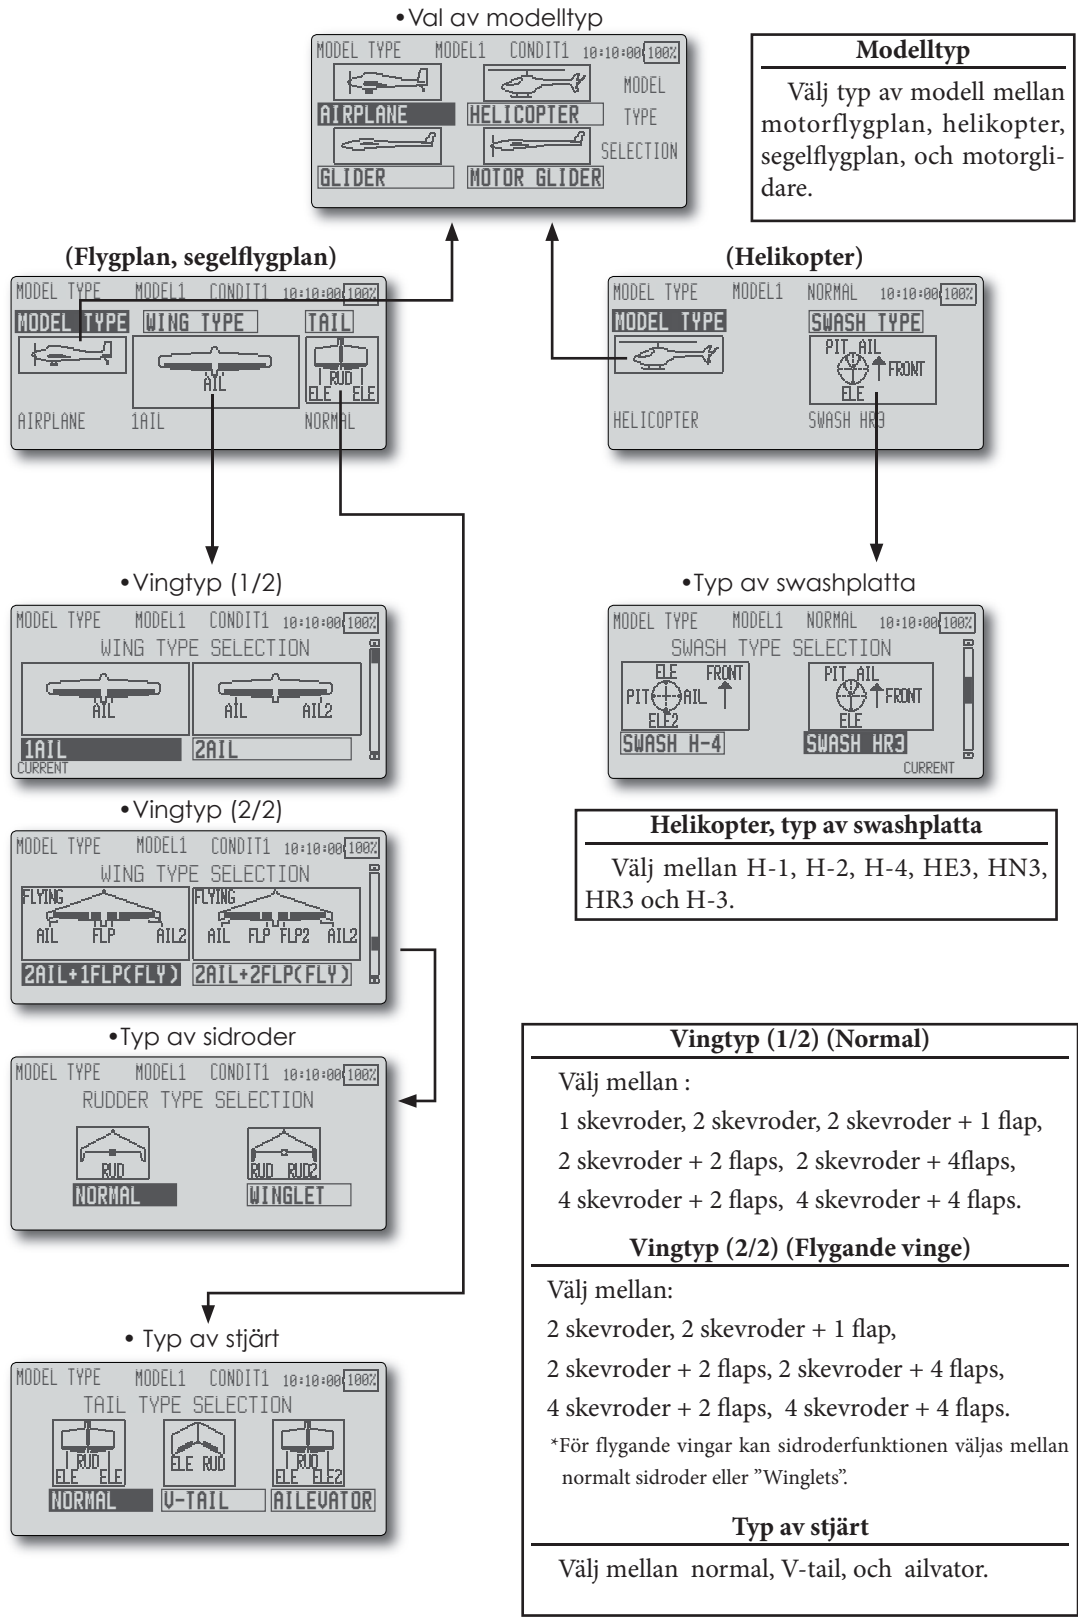 •Val av modelltyp
MODEL TYPE MODEL1 CONDIT1 10:10:00 100%
MODEL
AIRPLANE HELICOPTER TYPE
SELECTION
GLIDER MOTOR GLIDER
Modelltyp
Välj typ av modell mellan
motorflygplan, helikopter,
segelflygplan, och motorgli-
dare.
(Flygplan, segelflygplan)
MODEL TYPE MODEL1 CONDIT1 10:10:00 100%
MODEL TYPE WING TYPE TAIL
AIL
RUD
ELE ELE
AIRPLANE 1AIL NORMAL
(Helikopter)
MODEL TYPE MODEL1 NORMAL 10:10:00 100%
MODEL TYPE SWASH TYPE
PIT AIL
FRONT
ELE
HELICOPTER SWASH HR3
•Vingtyp (1/2)
MODEL TYPE MODEL1 CONDIT1 10:10:00 100%
WING TYPE SELECTION
AIL AIL AIL2
1AIL 2AIL
CURRENT
•Typ av swashplatta
MODEL TYPE MODEL1 NORMAL 10:10:00 100%
SWASH TYPE SELECTION
ELE FRONT PIT AIL
PIT AIL FRONT
ELE2 ELE
SWASH H-4 SWASH HR3
CURRENT
•Vingtyp (2/2)
MODEL TYPE MODEL1 CONDIT1 10:10:00 100%
WING TYPE SELECTION
FLYING FLYING
AIL FLP AIL2 AIL FLP FLP2 AIL2
2AIL+1FLP(FLY) 2AIL+2FLP(FLY)
Helikopter, typ av swashplatta
Välj mellan H-1, H-2, H-4, HE3, HN3,
HR3 och H-3.
•Typ av sidroder
MODEL TYPE MODEL1 CONDIT1 10:10:00 100%
RUDDER TYPE SELECTION
RUD RUD RUD2
NORMAL WINGLET
• Typ av stjärt
MODEL TYPE MODEL1 CONDIT1 10:10:00 100%
TAIL TYPE SELECTION
RUD ELE RUD RUD
ELE ELE ELE ELE2
NORMAL V-TAIL AILEVATOR
Vingtyp (1/2) (Normal)
Välj mellan :
1 skevroder, 2 skevroder, 2 skevroder + 1 flap,
2 skevroder + 2 flaps, 2 skevroder + 4flaps,
4 skevroder + 2 flaps, 4 skevroder + 4 flaps.
Vingtyp (2/2) (Flygande vinge)
Välj mellan:
2 skevroder, 2 skevroder + 1 flap,
2 skevroder + 2 flaps, 2 skevroder + 4 flaps,
4 skevroder + 2 flaps, 4 skevroder + 4 flaps.
*För flygande vingar kan sidroderfunktionen väljas mellan
normalt sidroder eller ”Winglets”.
Typ av stjärt
Välj mellan normal, V-tail, och ailvator.